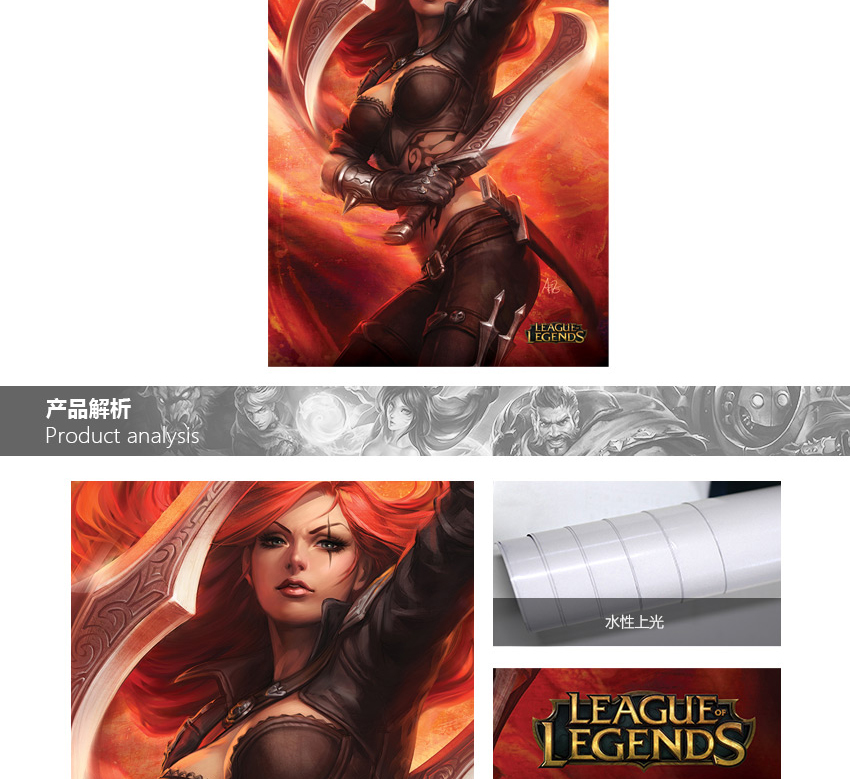 LEAGUE OF
LEGENDS
产品解析
Product analysis
水性上光
LEAGUE OF
LEGENDS